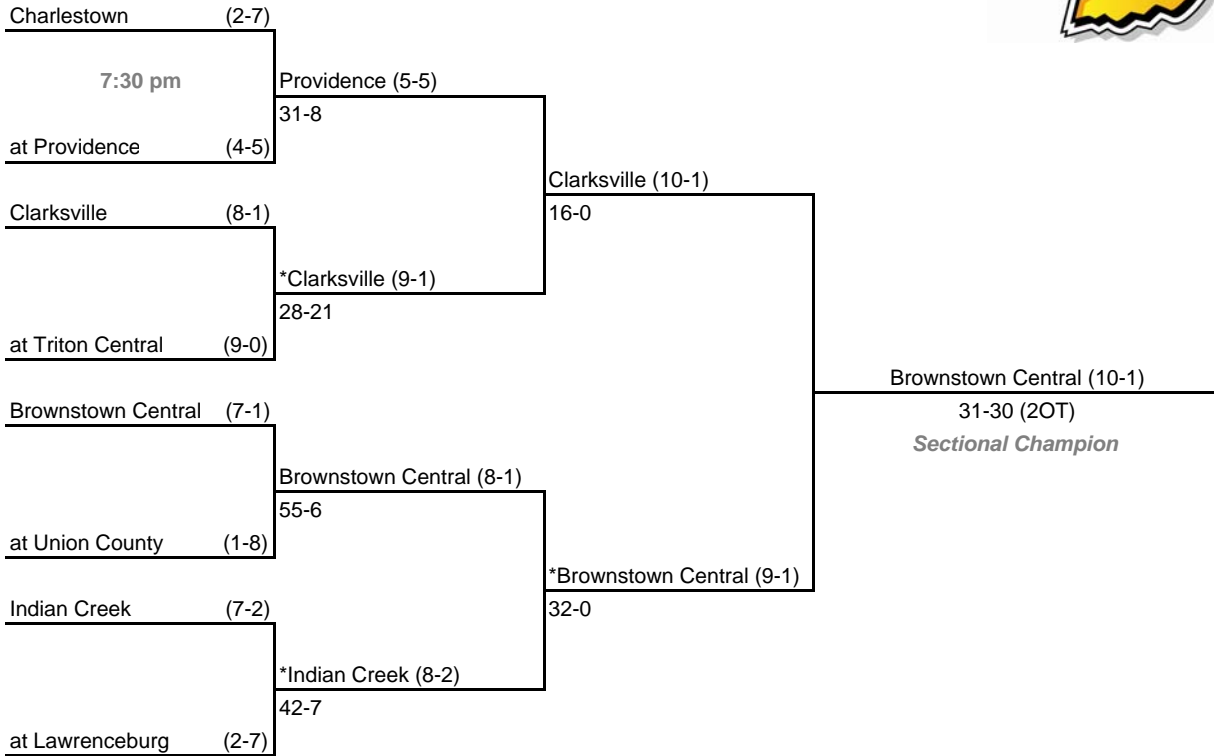 Charlestown (2-7)
7:30 pm
Providence (5-5)
31-8
at Providence (4-5)
Clarksville (10-1)
Clarksville (8-1)
16-0
*Clarksville (9-1)
28-21
at Triton Central (9-0)
Brownstown Central (10-1)
Brownstown Central (7-1)
31-30 (2OT)
Sectional Champion
Brownstown Central (8-1)
55-6
at Union County (1-8)
*Brownstown Central (9-1)
Indian Creek (7-2)
32-0
*Indian Creek (8-2)
42-7
at Lawrenceburg (2-7)